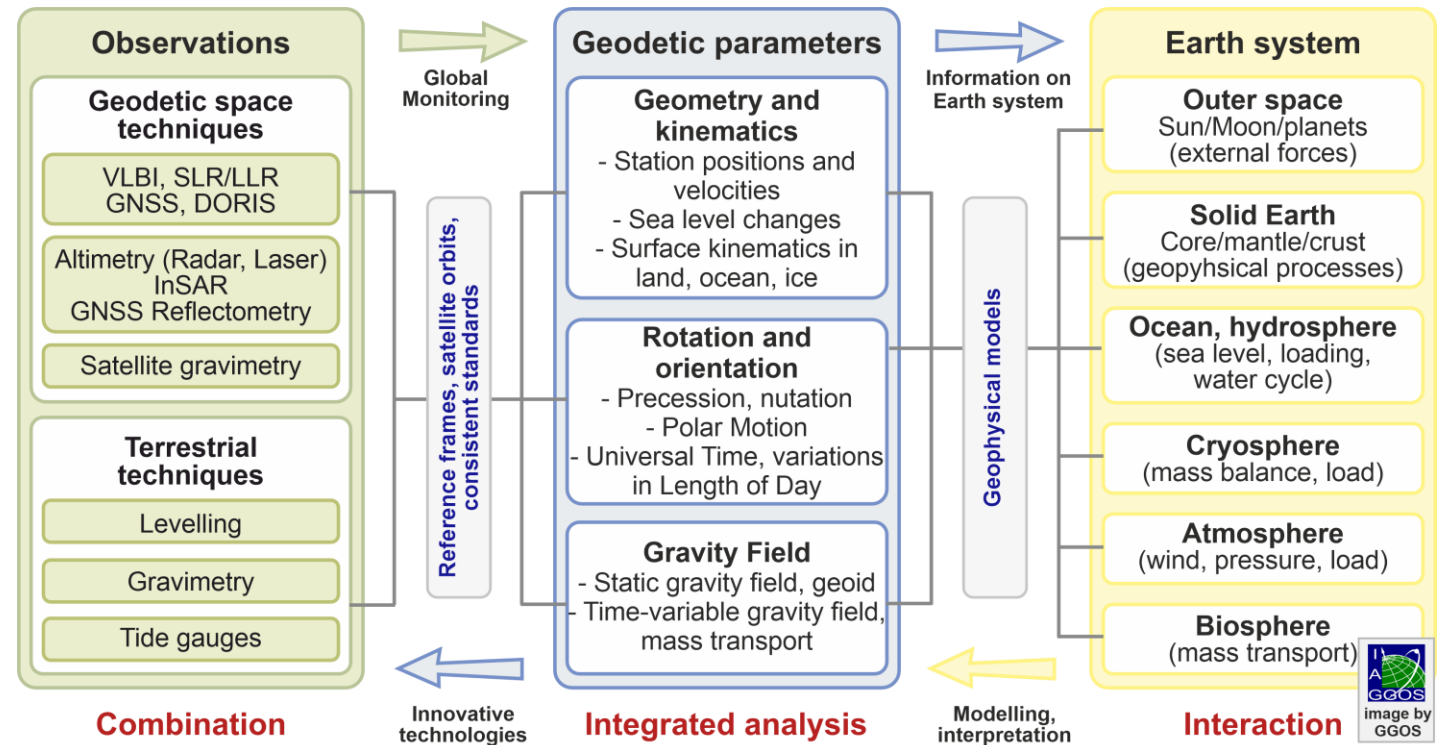 Observations
Geodetic space
techniques
VLBI, SLR/LLR
GNSS, DORIS
Altimetry (Radar, Laser)
InSAR
GNSS Reflectometry
Satellite gravimetry
Terrestrial
techniques
Levelling
Gravimetry
Tide gauges
Combination
Global
Monitoring
Reference frames, satellite orbits,
consistent standards
Innovative
technologies
Geodetic parameters
Geometry and
kinematics
- Station positions and
velocities
- Sea level changes
- Surface kinematics in
land, ocean, ice
Rotation and
orientation
- Precession, nutation
- Polar Motion
- Universal Time, variations
in Length of Day
Gravity Field
- Static gravity field, geoid
- Time-variable gravity field,
mass transport
Integrated analysis
Information on
Earth system
Geophysical models
Modelling,
interpretation
Earth system
Outer space
Sun/Moon/planets
(external forces)
Solid Earth
Core/mantle/crust
(geopyhsical processes)
Ocean, hydrosphere
(sea level, loading,
water cycle)
Cryosphere
(mass balance, load)
Atmosphere
(wind, pressure, load)
Biosphere
(mass transport)
Interaction
I
A
G
GGOS
image by
GGOS